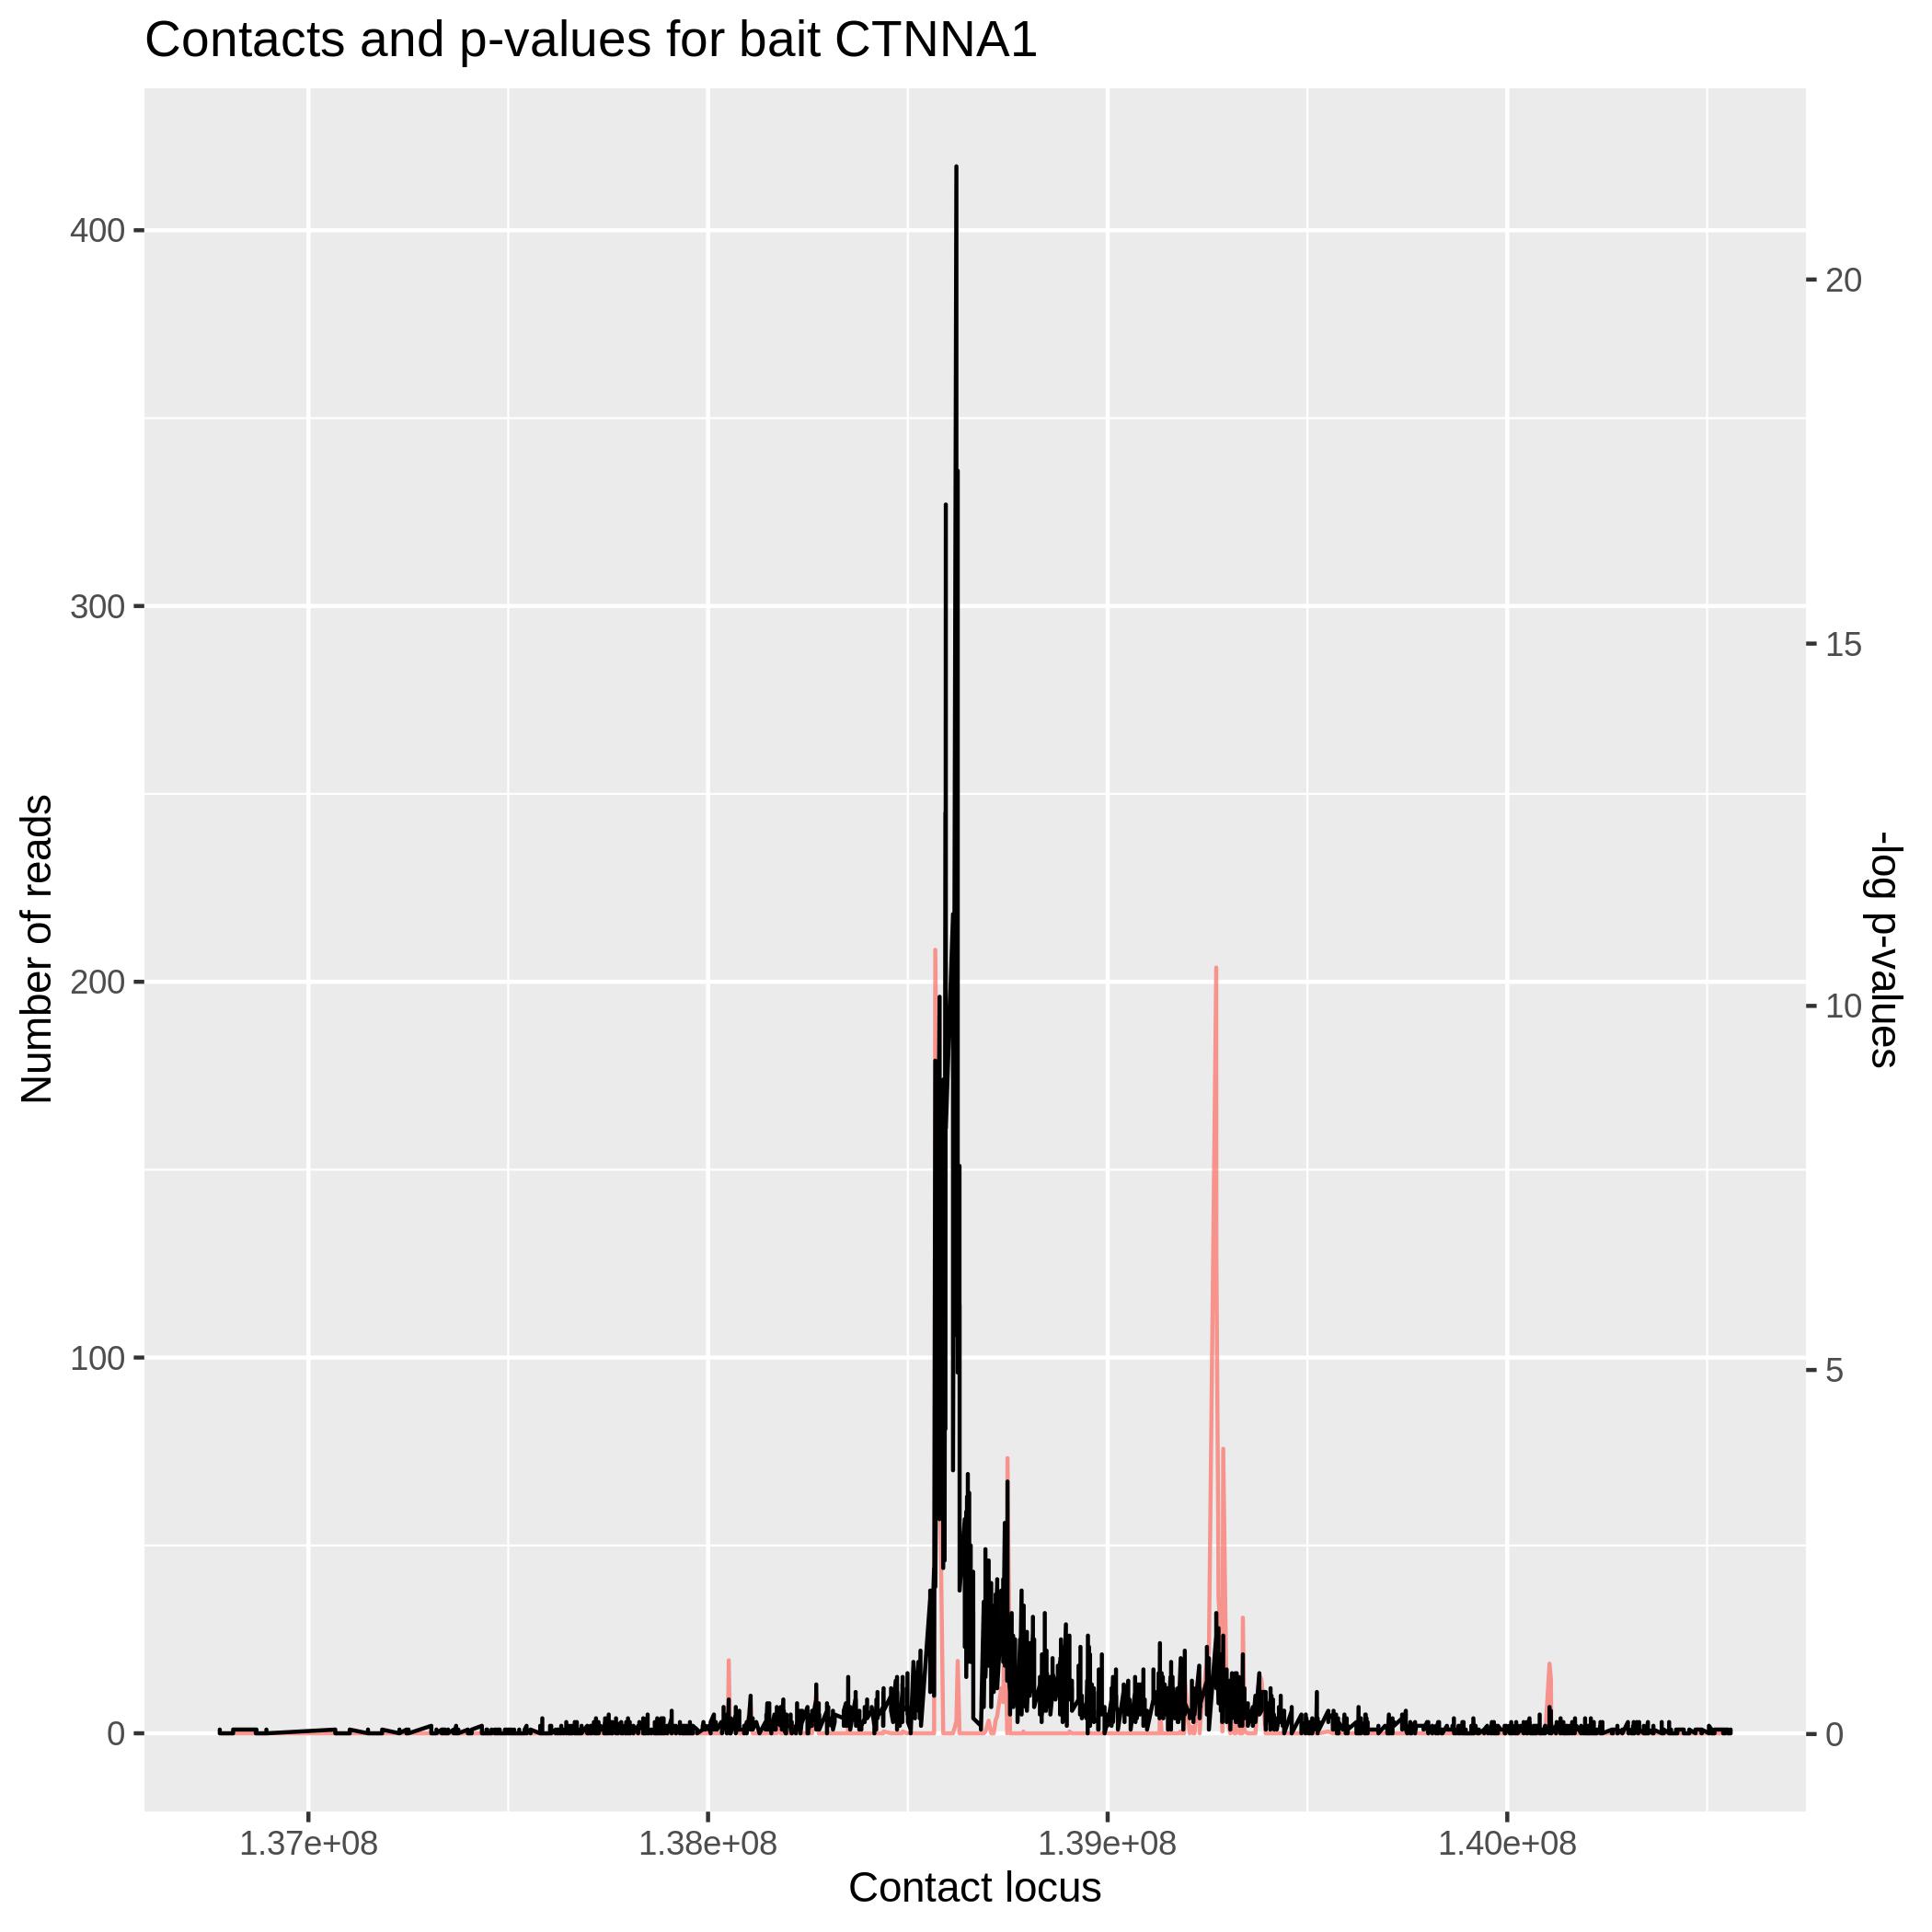 Contacts and p-values for bait CTNNA1
400
300
200
100
0
Number of reads
20
15
10
5
0
-log p-values
1.37e+08
1.38e+08
1.39e+08
1.40e+08
Contact locus